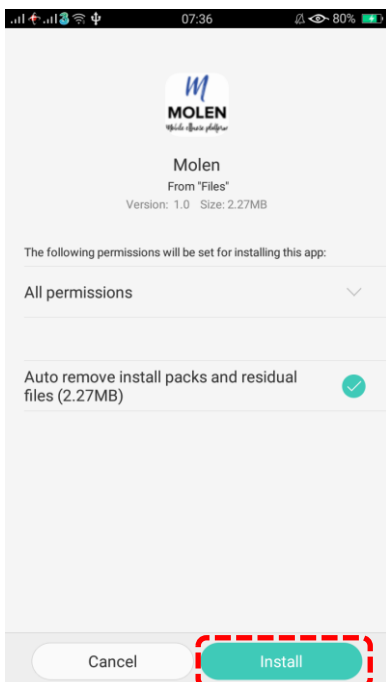 07:36
80%
M
MOLEN
Molen
From "Files"
Version: 1.0 Size: 2.27MB
The following permissions will be set for installing this app:
All permissions
Auto remove install packs and residual
files (2.27MB)
Cancel
Install